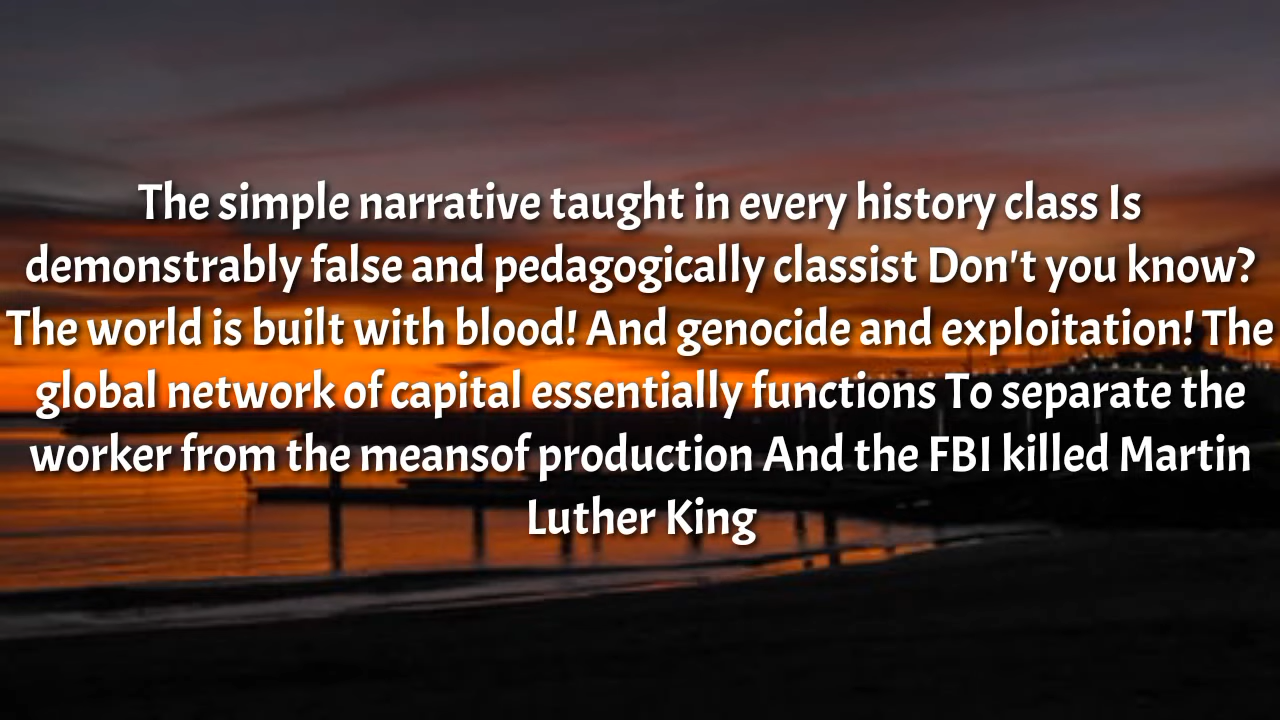 The simple narrative taught in every history class Is
demonstrably false and pedagogically classist Don't you know?
The world is built with blood! And genocide and exploitation! The
global network of capital essentially functions To separate the
worker from the meansof production And the FBI killed Martin
Luther King